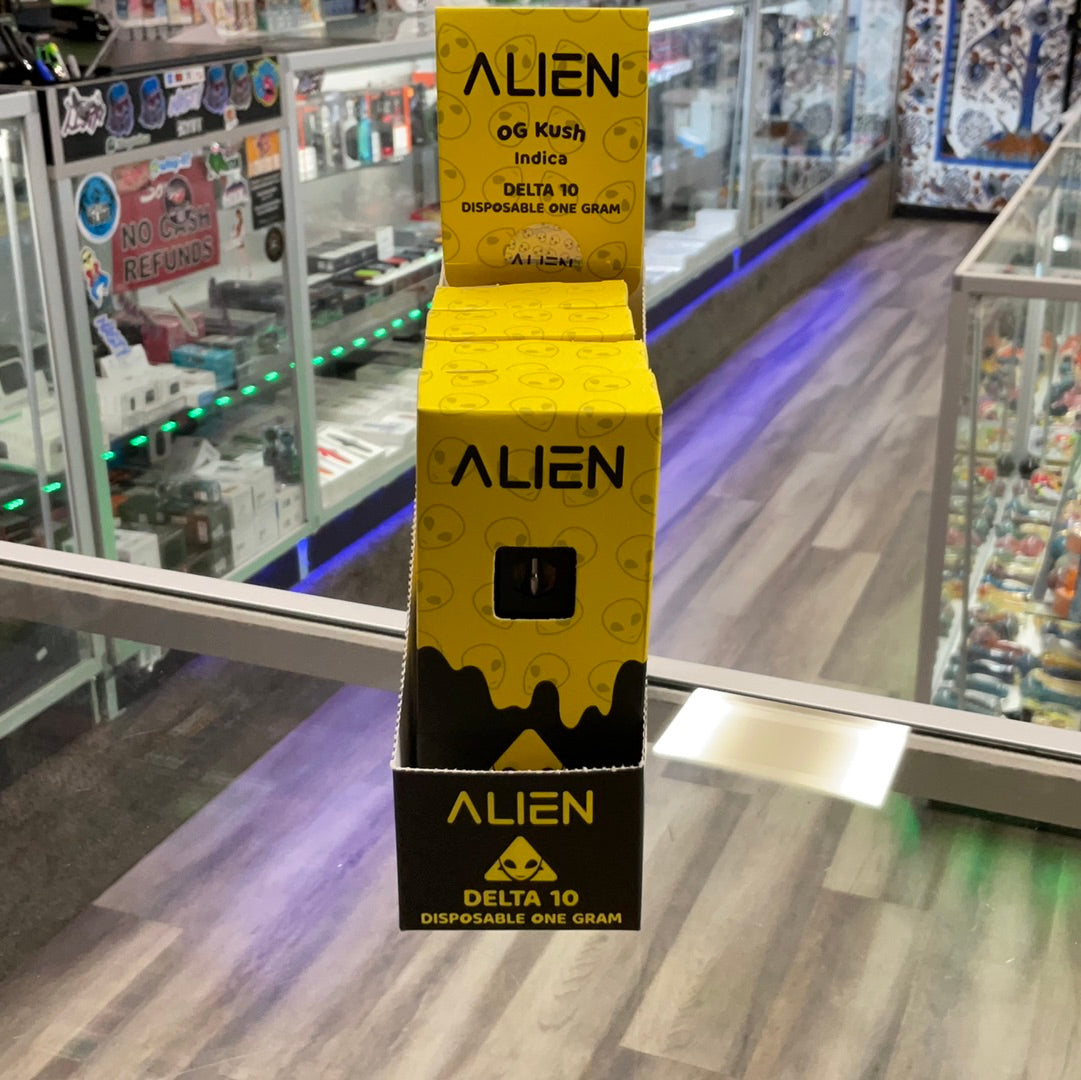 ALIEN
OG Kush
Indica
DELTA 10
DISPOSABLE ONE GRAM
ALIEN
NO CASH
REFUNDS
ALIEN
ALIEN
DELTA 10
DISPOSABLE ONE GRAM